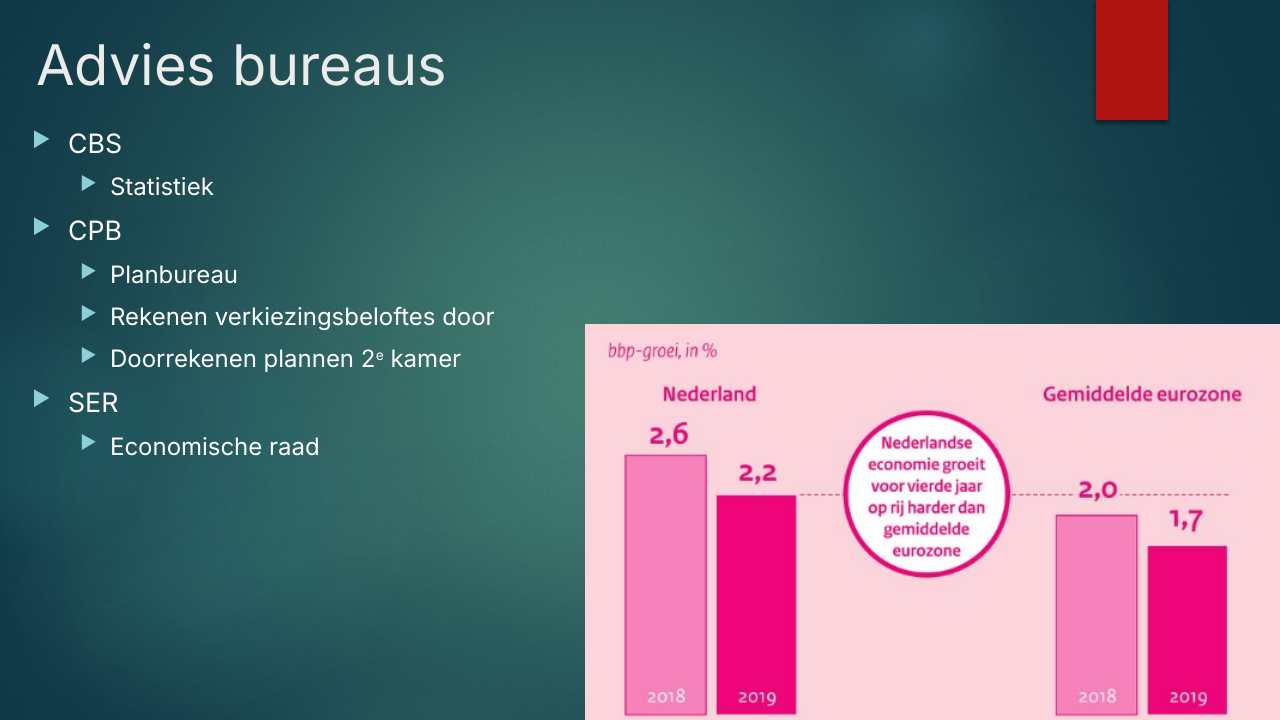 Advies bureaus
CBS
Statistiek
CPB
Planbureau
Rekenen verkiezingsbeloftes door
Doorrekenen plannen 2e kamer
SER
Economische raad
bbp-groei, in %
Nederland
Gemiddelde eurozone
2,6
2,2
Nederlandse
economie groeit
voor vierde jaar
op rij harder dan
gemiddelde
eurozone
2,0
1,7
2018
2019
2018
2019